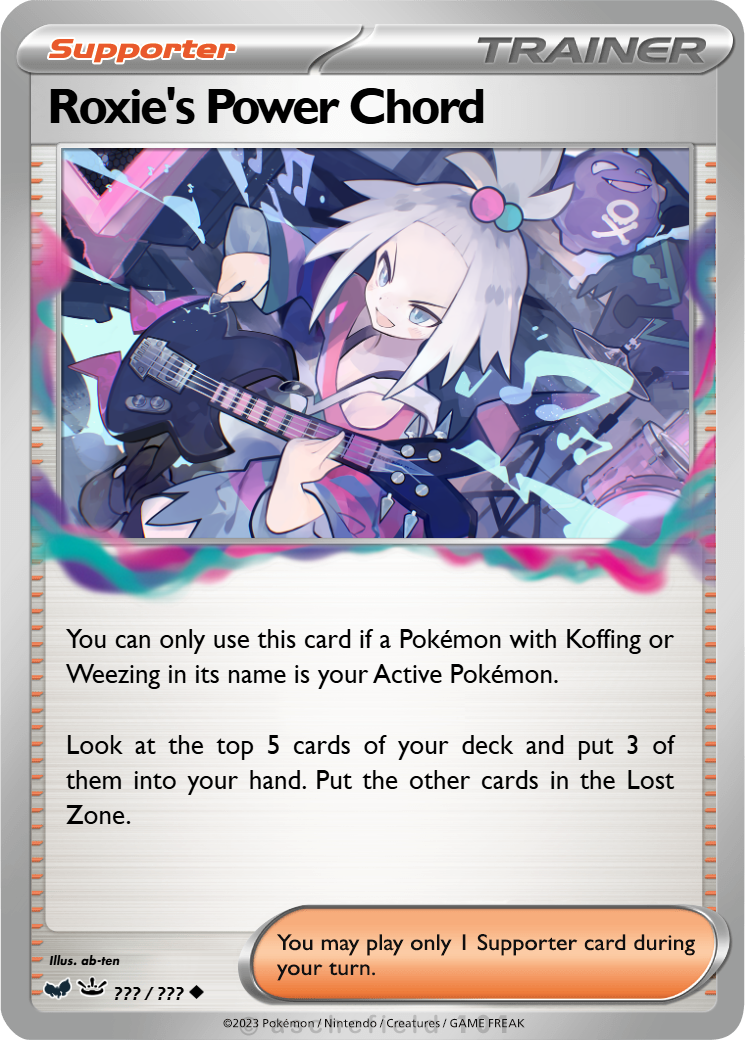 Supporter
TRAINER
Roxie's Power Chord
XO
You can only use this card if a Pokémon with Koffing or
Weezing in its name is your Active Pokémon.
Look at the top 5 cards of your deck and put 3 of
them into your hand. Put the other cards in the Lost
Zone.
You may play only 1 Supporter card during
your turn.
Illus. ab-ten
??? / ???
©2023 Pokémon / Nintendo / Creatures / GAME FREAK